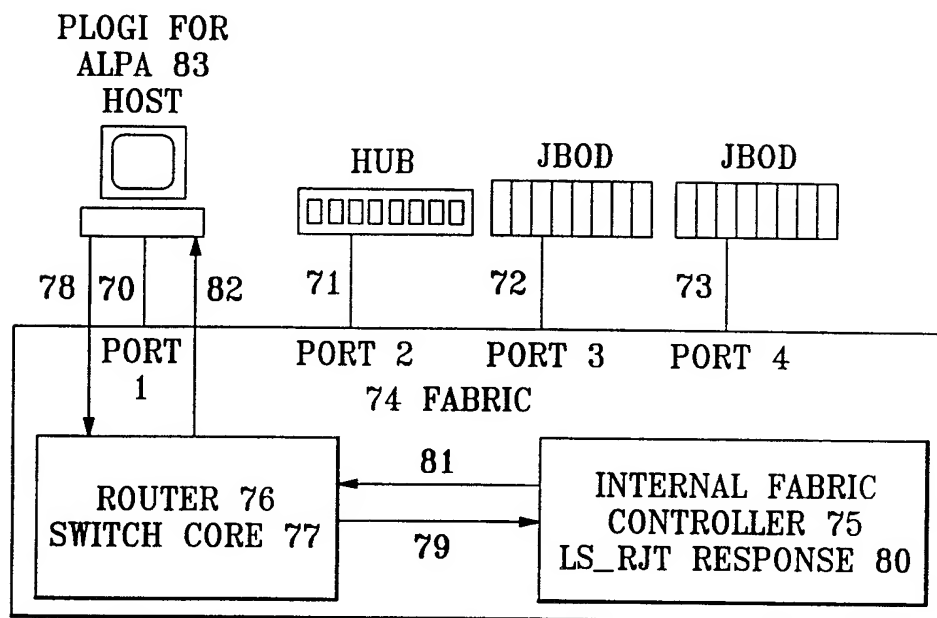 PLOGI FOR
ALPA 83
HOST
HUB
JBOD
JBOD
78
70
82
71
72
73
PORT
1
PORT 2
PORT 3
PORT 4
74 FABRIC
ROUTER 76
SWITCH CORE 77
81
79
INTERNAL FABRIC
CONTROLLER 75
LS_RJT RESPONSE 80